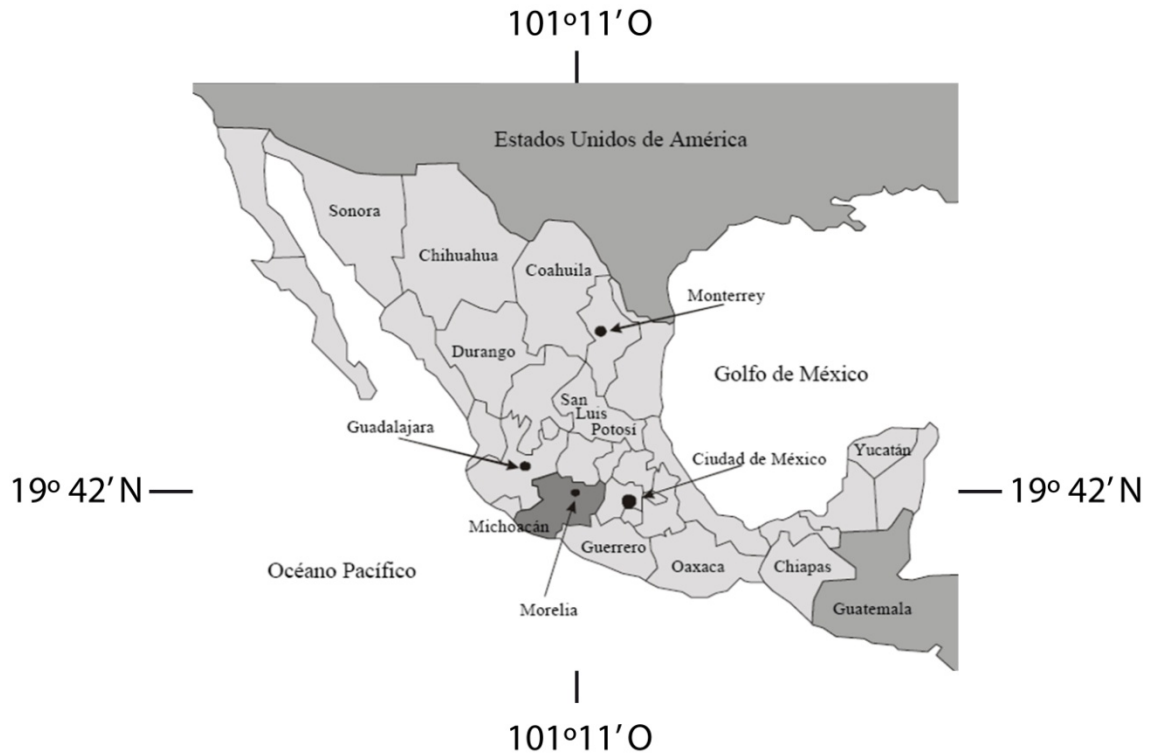 101º11’ O
Estados Unidos de América
Sonora
Chihuahua
Coahuila
Monterrey
Durango
Golfo de México
San
Luis
Potosí
Guadalajara
Ciudad de México
Yucatán
19º 42’ N
19º 42’ N
Michoacán
Guerrero
Oaxaca
Chiapas
Océano Pacífico
Morelia
Guatemala
101º11’ O